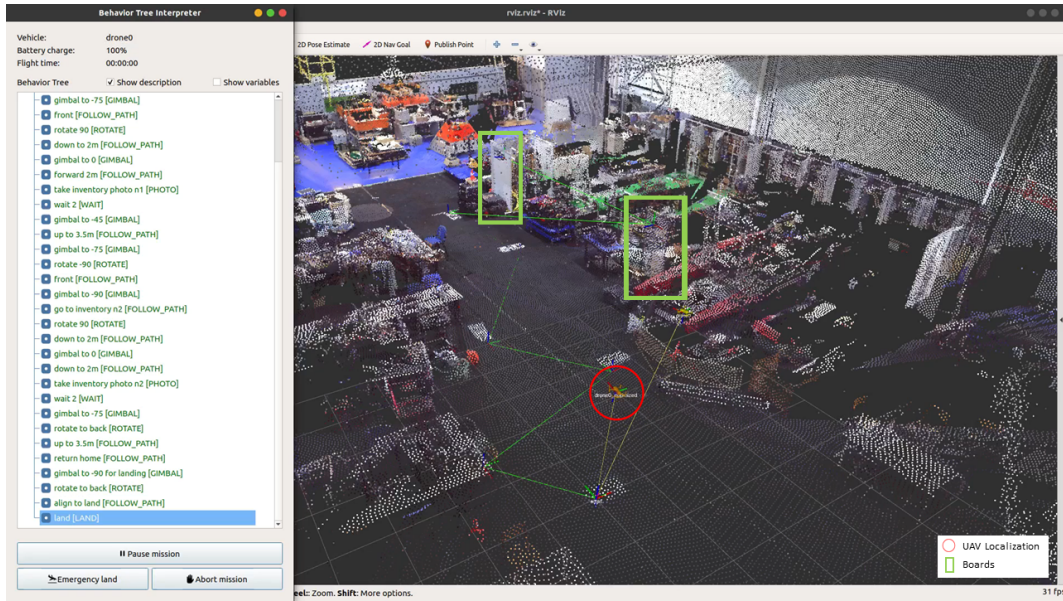 Behavior Tree Interpreter
Vehicle: drone0
Battery charge: 100%
Flight time: 00:00:00
Behavior Tree Show description Show variables
gimbal to -75 [GIMBAL]
front [FOLLOW_PATH]
rotate 90 [ROTATE]
down to 2m [FOLLOW_PATH]
gimbal to 0 [GIMBAL]
forward 2m [FOLLOW_PATH]
take inventory photo n1 [PHOTO]
wait 2 [WAIT]
gimbal to -45 [GIMBAL]
up to 3.5m [FOLLOW_PATH]
gimbal to -75 [GIMBAL]
rotate -90 [ROTATE]
front [FOLLOW_PATH]
gimbal to -90 [GIMBAL]
go to inventory n2 [FOLLOW_PATH]
rotate 90 [ROTATE]
down to 2m [FOLLOW_PATH]
gimbal to 0 [GIMBAL]
down to 2m [FOLLOW_PATH]
take inventory photo n2 [PHOTO]
wait 2 [WAIT]
gimbal to -75 [GIMBAL]
rotate to back [ROTATE]
up to 3.5m [FOLLOW_PATH]
return home [FOLLOW_PATH]
gimbal to -90 for landing [GIMBAL]
rotate to back [ROTATE]
align to land [FOLLOW_PATH]
land [LAND]
Pause mission
Emergency land Abort mission
rviz.rviz* - RViz
2D Pose Estimate 2D Nav Goal Publish Point
UAV Localization
Boards
eel: Zoom. Shift: More options.
31 fp